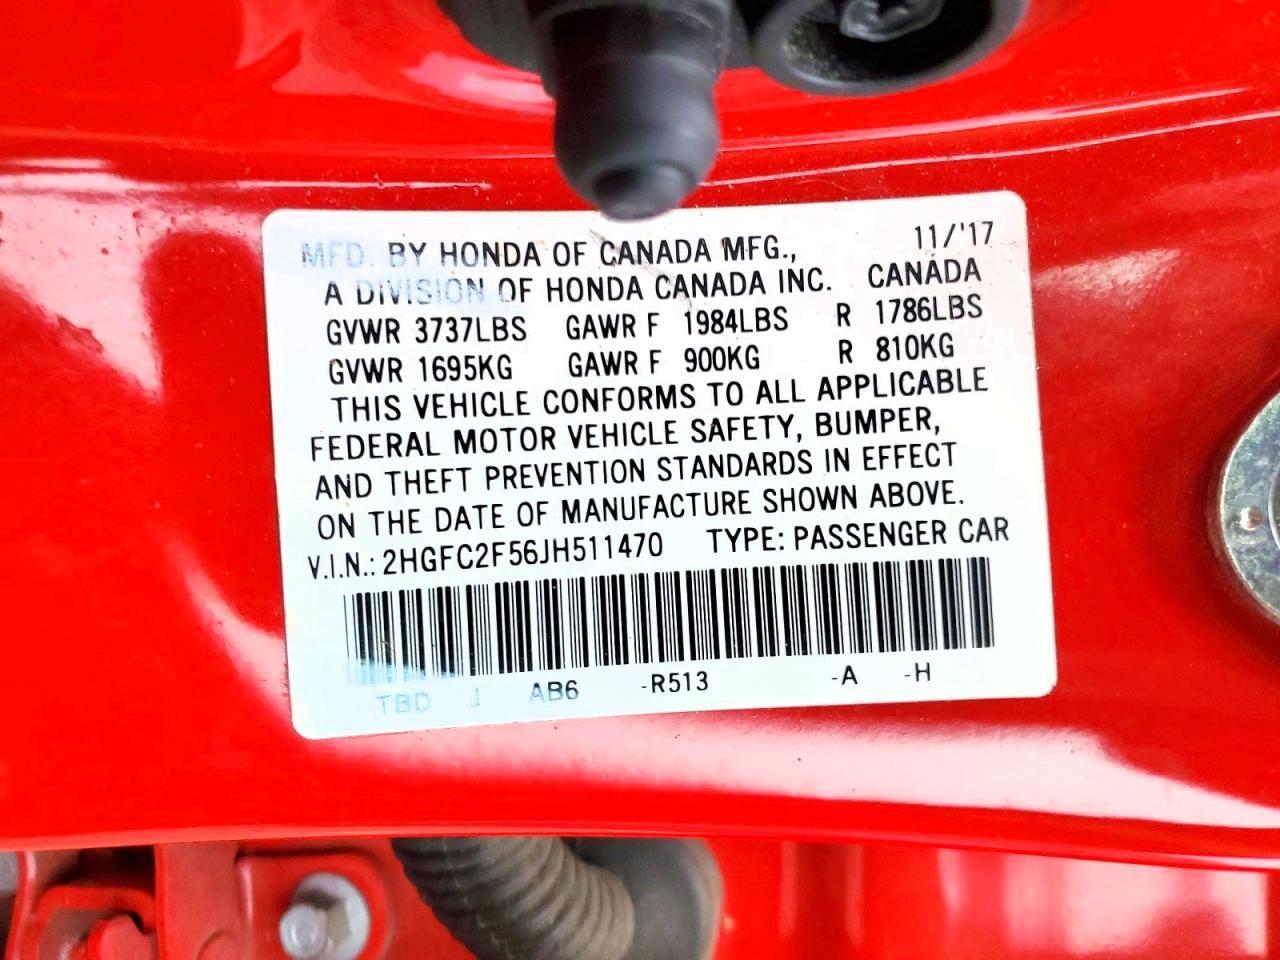 MFD. BY HONDA OF CANADA MFG., 11/'17
A DIVISION OF HONDA CANADA INC. CANADA
GVWR 3737LBS GAWR F 1984LBS R 1786LBS
GVWR 1695KG GAWR F 900KG R 810KG
THIS VEHICLE CONFORMS TO ALL APPLICABLE
FEDERAL MOTOR VEHICLE SAFETY, BUMPER,
AND THEFT PREVENTION STANDARDS IN EFFECT
ON THE DATE OF MANUFACTURE SHOWN ABOVE.
V.I.N.: 2HGFC2F56JH511470 TYPE: PASSENGER CAR
TBD J AB6 -R513 -A -H